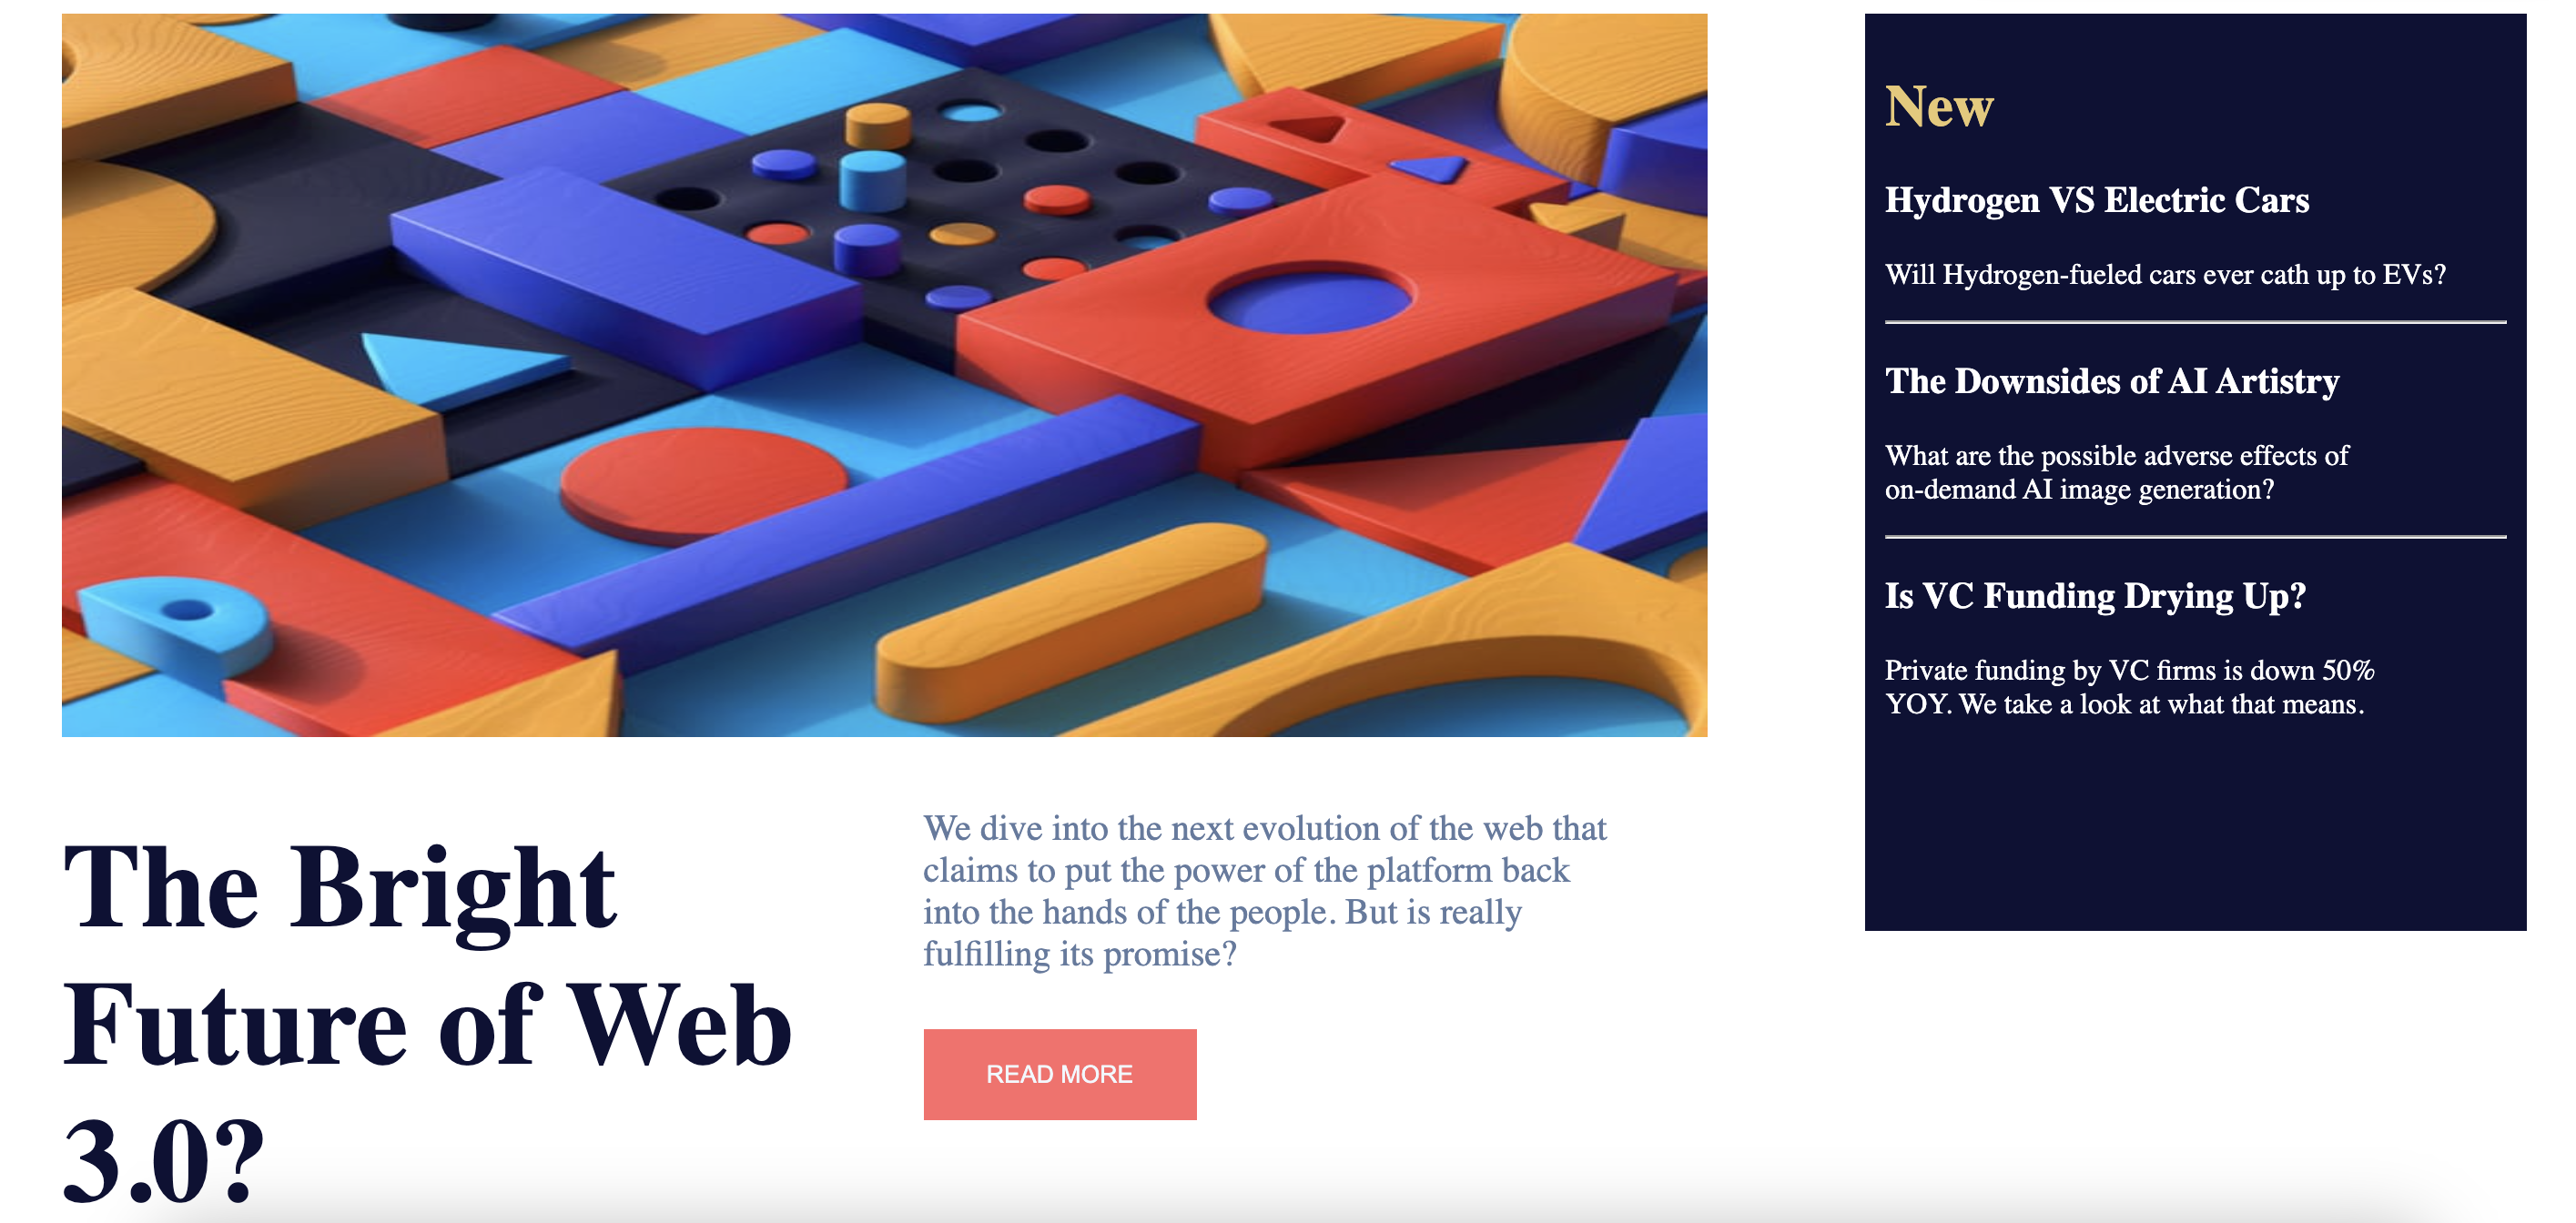 New
Hydrogen VS Electric Cars
Will Hydrogen-fueled cars ever cath up to EVs?
The Downsides of AI Artistry
What are the possible adverse effects of
on-demand AI image generation?
Is VC Funding Drying Up?
Private funding by VC firms is down 50%
YOY. We take a look at what that means.
The Bright
Future of Web
3.0?
We dive into the next evolution of the web that
claims to put the power of the platform back
into the hands of the people. But is really
fulfilling its promise?
READ MORE